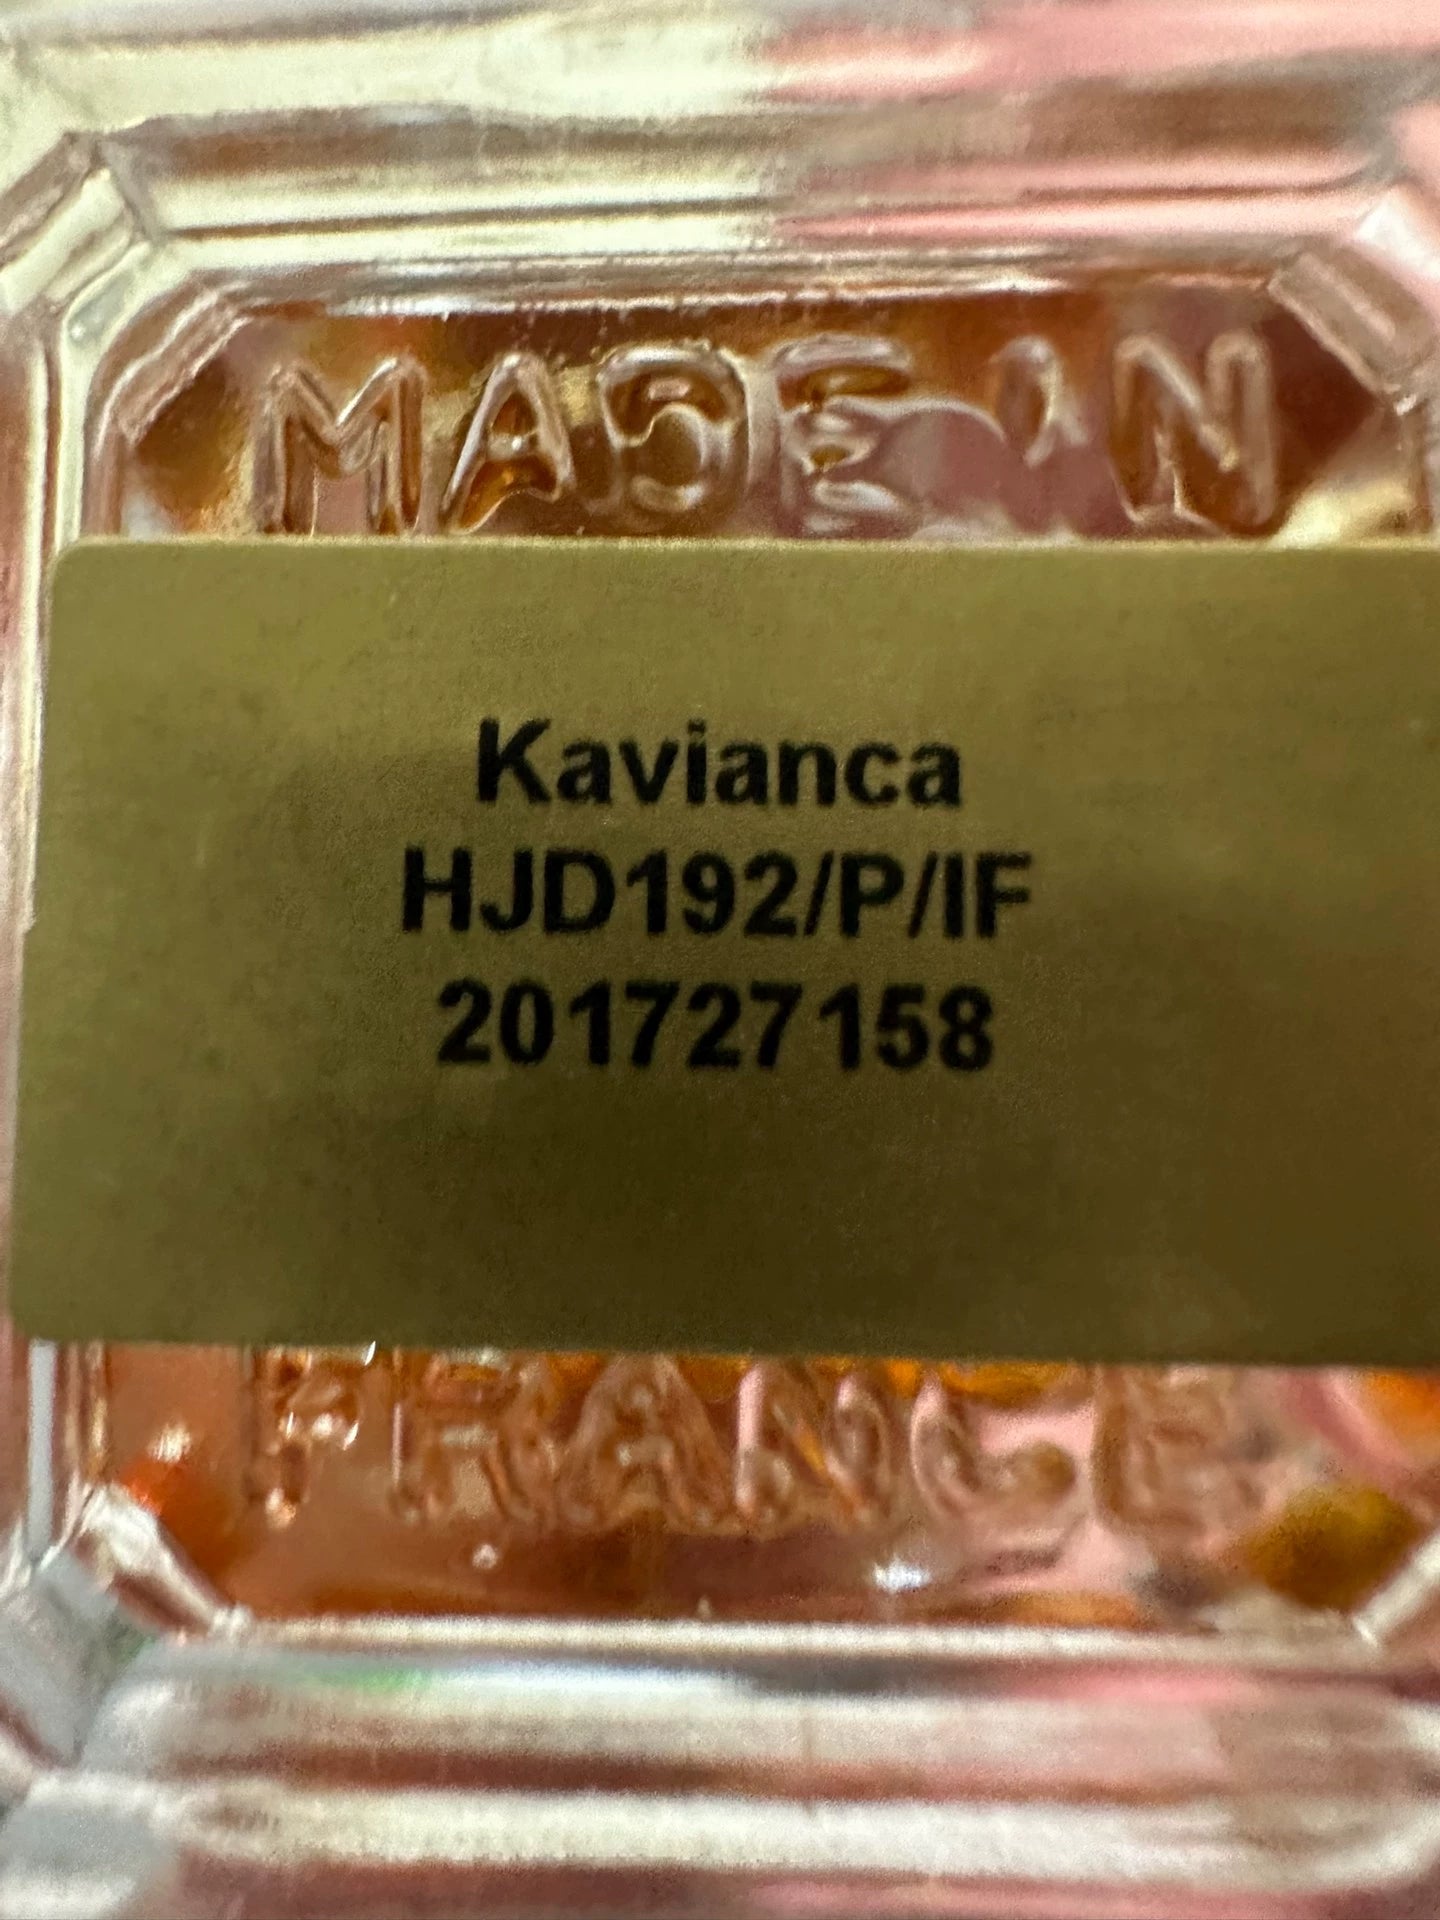 MADE IN
Kavianca
HJD192/P/IF
201727158
FRANCE